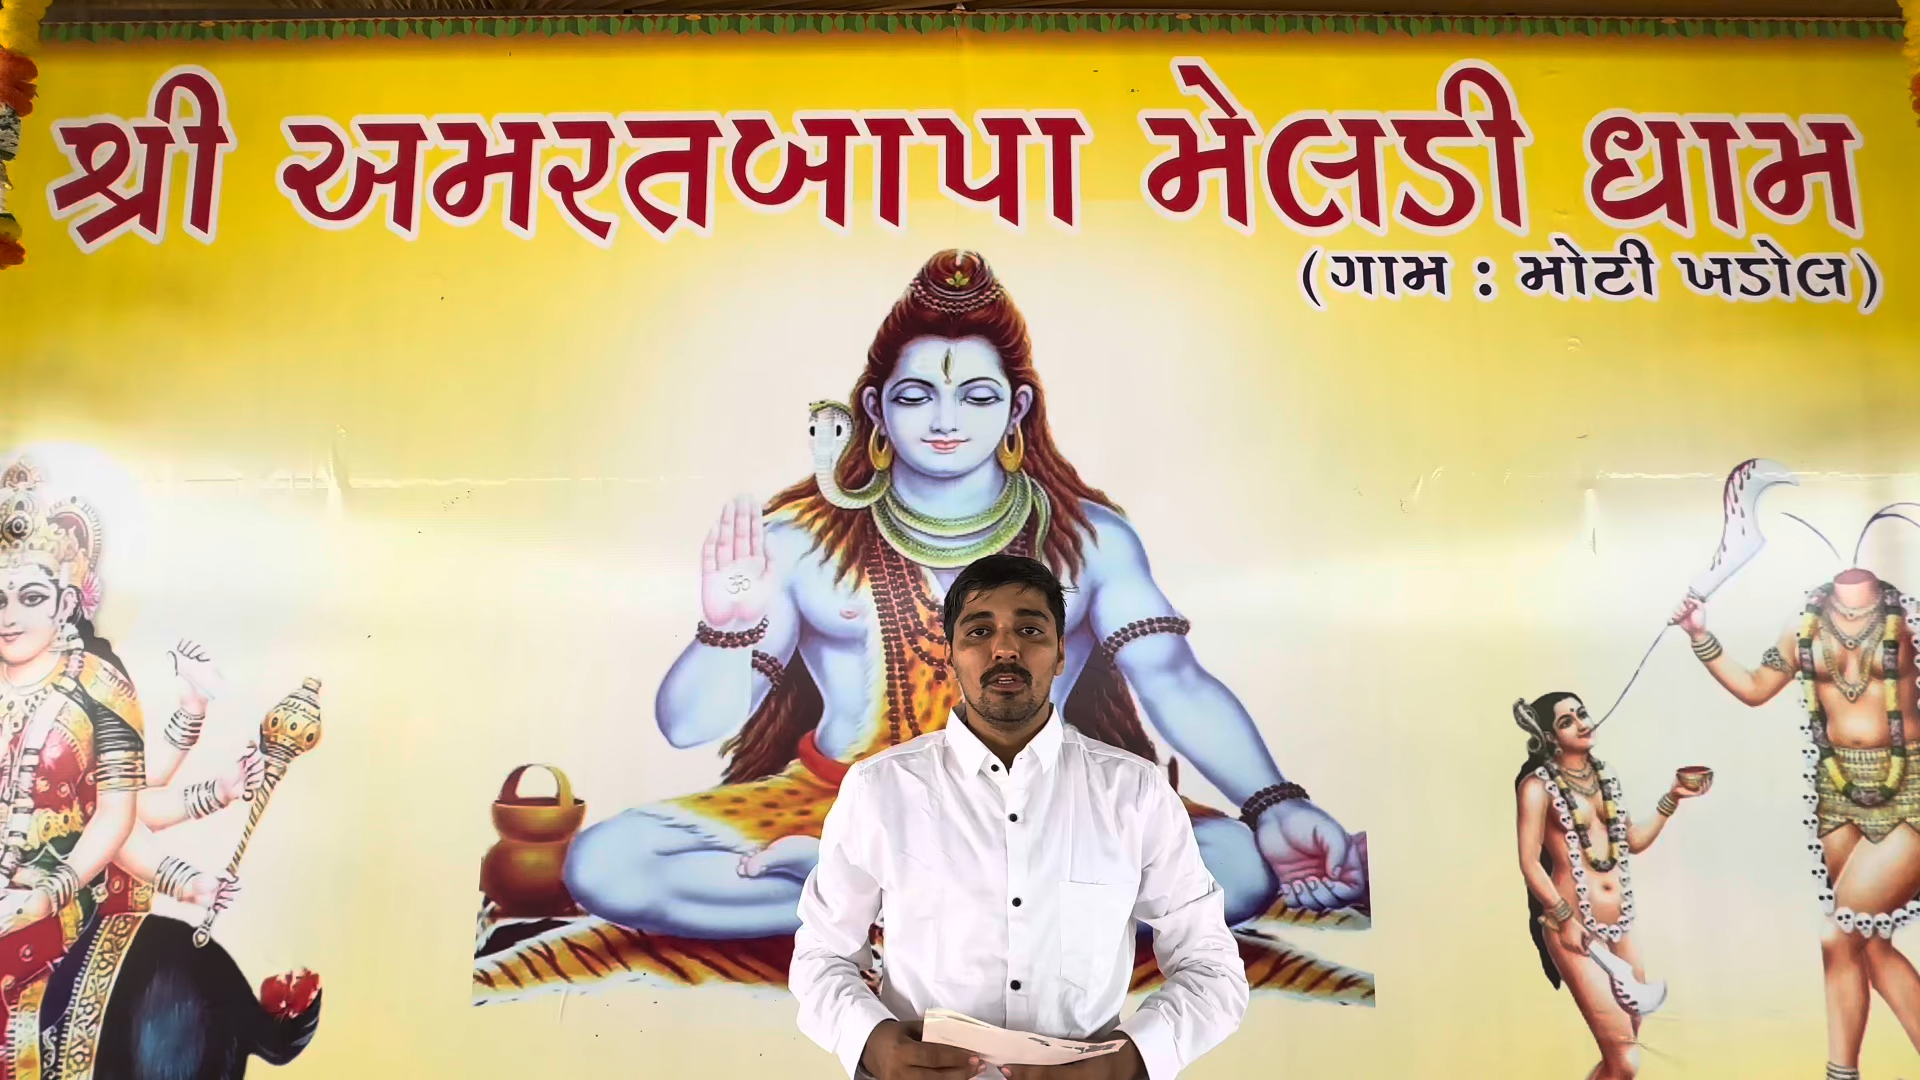 શ્રી અમરતબાપા મેલડી ધામ
(ગામ : મોટી ખડોલ)
ॐ